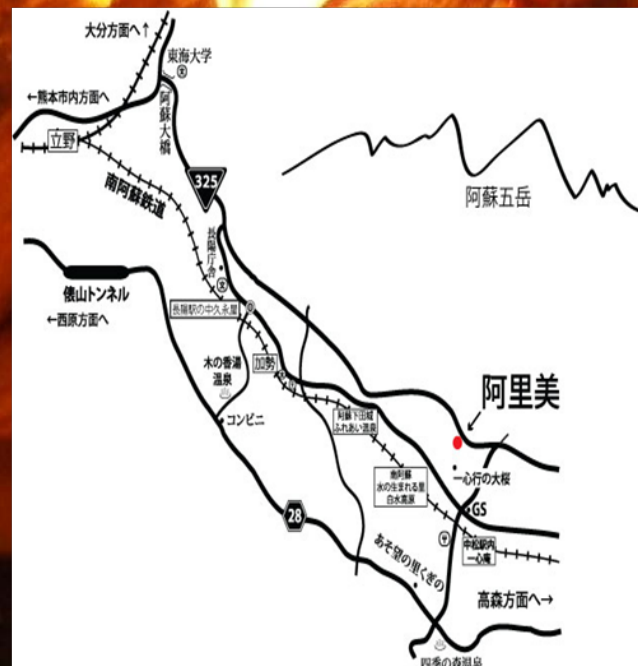 大分方面へ↑
東海大学
←熊本市内方面へ
立野
阿蘇大橋
325
阿蘇五岳
南阿蘇鉄道
長陽庁舎
俵山トンネル
←西原方面へ
長陽駅の中久永屋
木の香湯
温泉
加勢
コンビニ
阿里美
阿蘇下田城
ふれあい温泉
一心行の大桜
南阿蘇
水の生まれる里
白水高原
GS
28
あそ望の里くぎの
中松駅内
一心庵
高森方面へ→
四季の森温泉